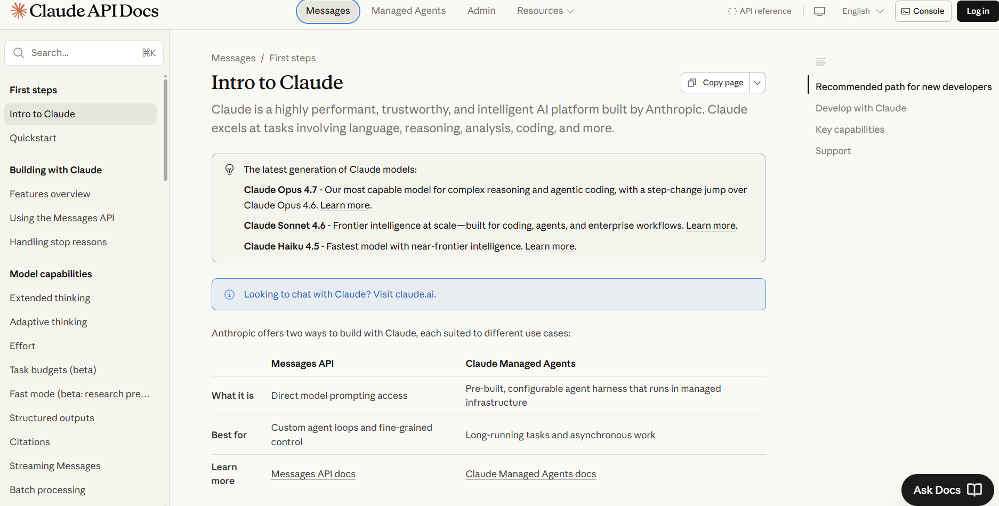 Claude API Docs
Messages
Managed Agents
Admin
Resources
API reference
English
Console
Log in
Search...
⌘K
First steps
Intro to Claude
Quickstart
Building with Claude
Features overview
Using the Messages API
Handling stop reasons
Model capabilities
Extended thinking
Adaptive thinking
Effort
Task budgets (beta)
Fast mode (beta: research pre...
Structured outputs
Citations
Streaming Messages
Batch processing
Messages / First steps
Intro to Claude
Copy page
Claude is a highly performant, trustworthy, and intelligent AI platform built by Anthropic. Claude
excels at tasks involving language, reasoning, analysis, coding, and more.
The latest generation of Claude models:
Claude Opus 4.7 - Our most capable model for complex reasoning and agentic coding, with a step-change jump over
Claude Opus 4.6. Learn more.
Claude Sonnet 4.6 - Frontier intelligence at scale—built for coding, agents, and enterprise workflows. Learn more.
Claude Haiku 4.5 - Fastest model with near-frontier intelligence. Learn more.
Looking to chat with Claude? Visit claude.ai.
Anthropic offers two ways to build with Claude, each suited to different use cases:
Messages API
Claude Managed Agents
What it is
Direct model prompting access
Pre-built, configurable agent harness that runs in managed
infrastructure
Best for
Custom agent loops and fine-grained
control
Long-running tasks and asynchronous work
Learn
more
Messages API docs
Claude Managed Agents docs
Recommended path for new developers
Develop with Claude
Key capabilities
Support
Ask Docs